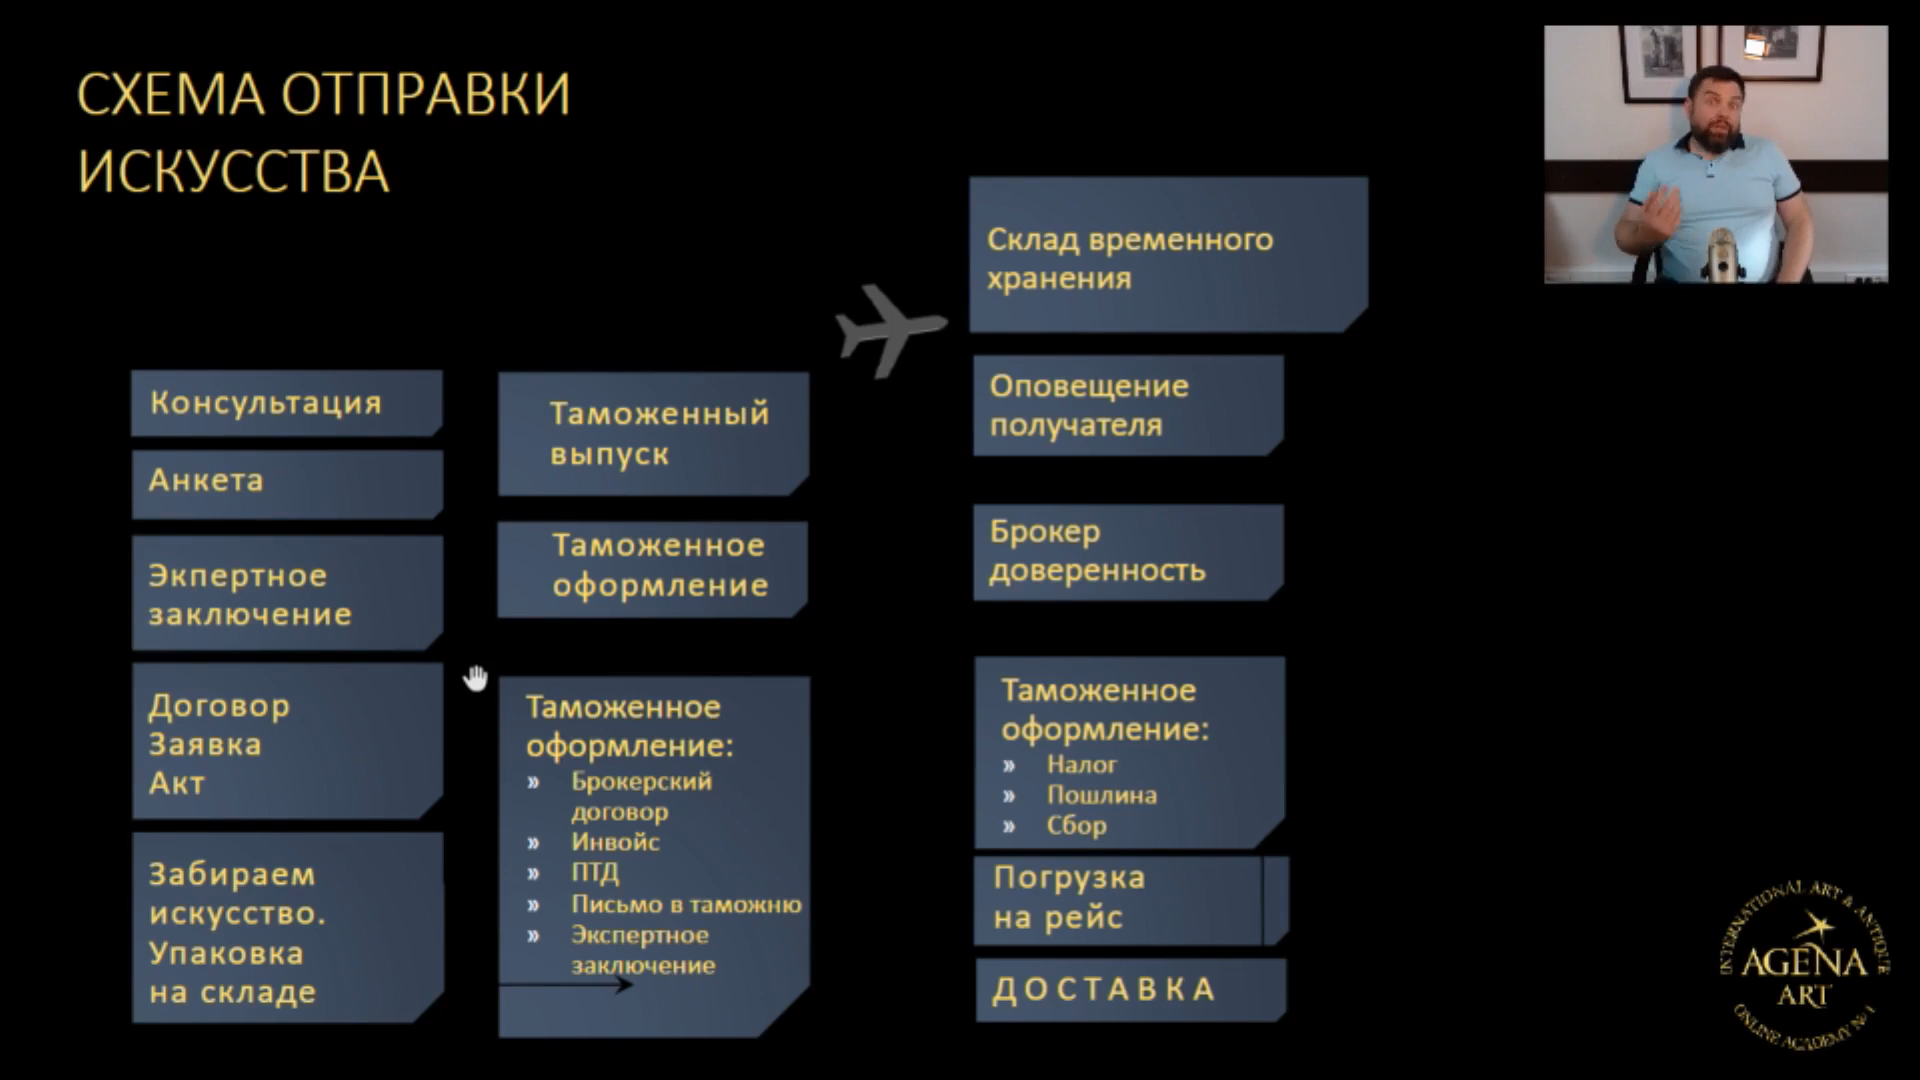 СХЕМА ОТПРАВКИ
ИСКУССТВА
Консультация
Анкета
Экпертное
заключение
Договор
Заявка
Акт
Забираем
искусство.
Упаковка
на складе
Таможенный
выпуск
Таможенное
оформление
Таможенное
оформление:
» Брокерский
договор
» Инвойс
» ПТД
» Письмо в таможню
» Экспертное
заключение
Склад временного
хранения
Оповещение
получателя
Брокер
доверенность
Таможенное
оформление:
» Налог
» Пошлина
» Сбор
Погрузка
на рейс
ДОСТАВКА
INTERNATIONAL ART & ANTIQUE
AGENA
ART
ONLINE ACADEMY №1